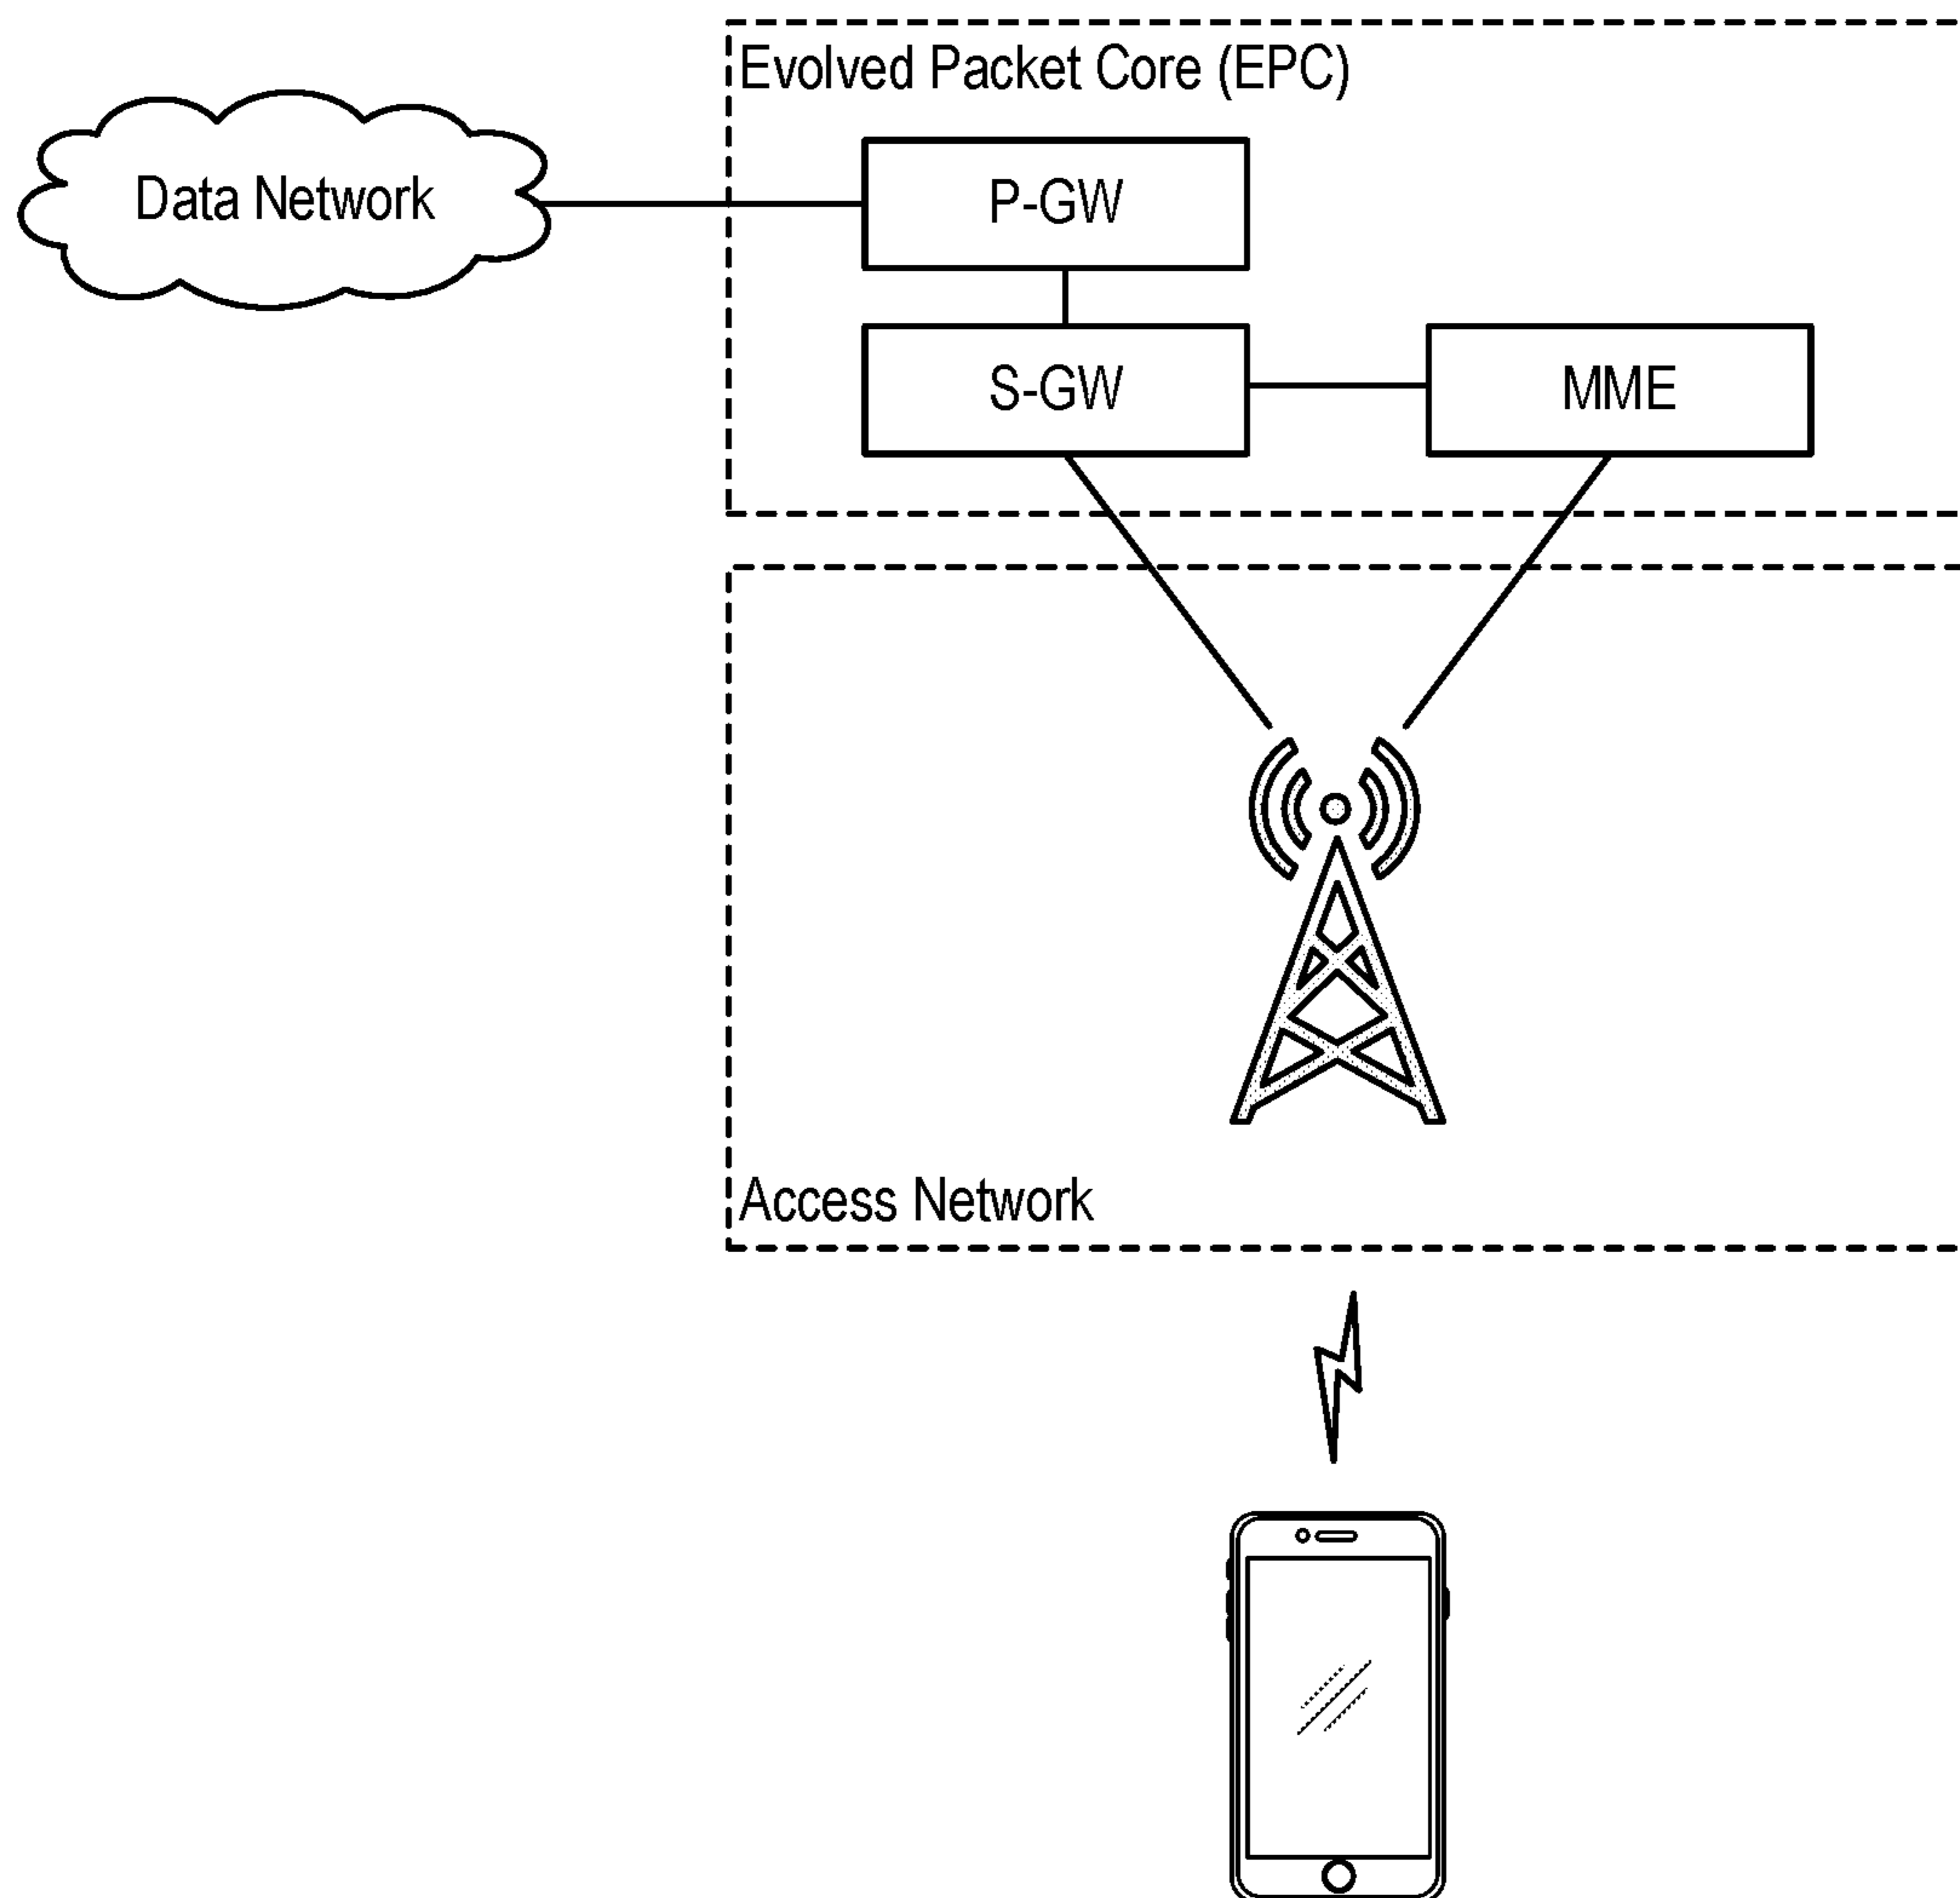 Evolved Packet Core (EPC)
Data Network
P-GW
S-GW
MME
Access Network